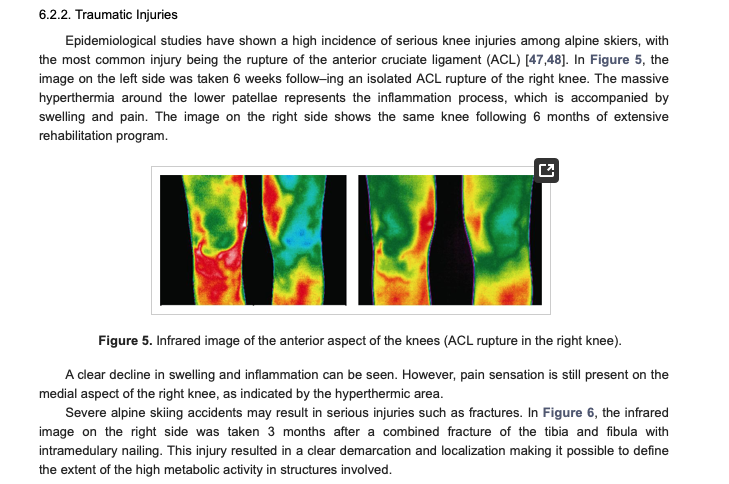 6.2.2. Traumatic Injuries
Epidemiological studies have shown a high incidence of serious knee injuries among alpine skiers, with
the most common injury being the rupture of the anterior cruciate ligament (ACL) [47,48]. In Figure 5, the
image on the left side was taken 6 weeks follow–ing an isolated ACL rupture of the right knee. The massive
hyperthermia around the lower patellae represents the inflammation process, which is accompanied by
swelling and pain. The image on the right side shows the same knee following 6 months of extensive
rehabilitation program.
Figure 5. Infrared image of the anterior aspect of the knees (ACL rupture in the right knee).
A clear decline in swelling and inflammation can be seen. However, pain sensation is still present on the
medial aspect of the right knee, as indicated by the hyperthermic area.
Severe alpine skiing accidents may result in serious injuries such as fractures. In Figure 6, the infrared
image on the right side was taken 3 months after a combined fracture of the tibia and fibula with
intramedulary nailing. This injury resulted in a clear demarcation and localization making it possible to define
the extent of the high metabolic activity in structures involved.